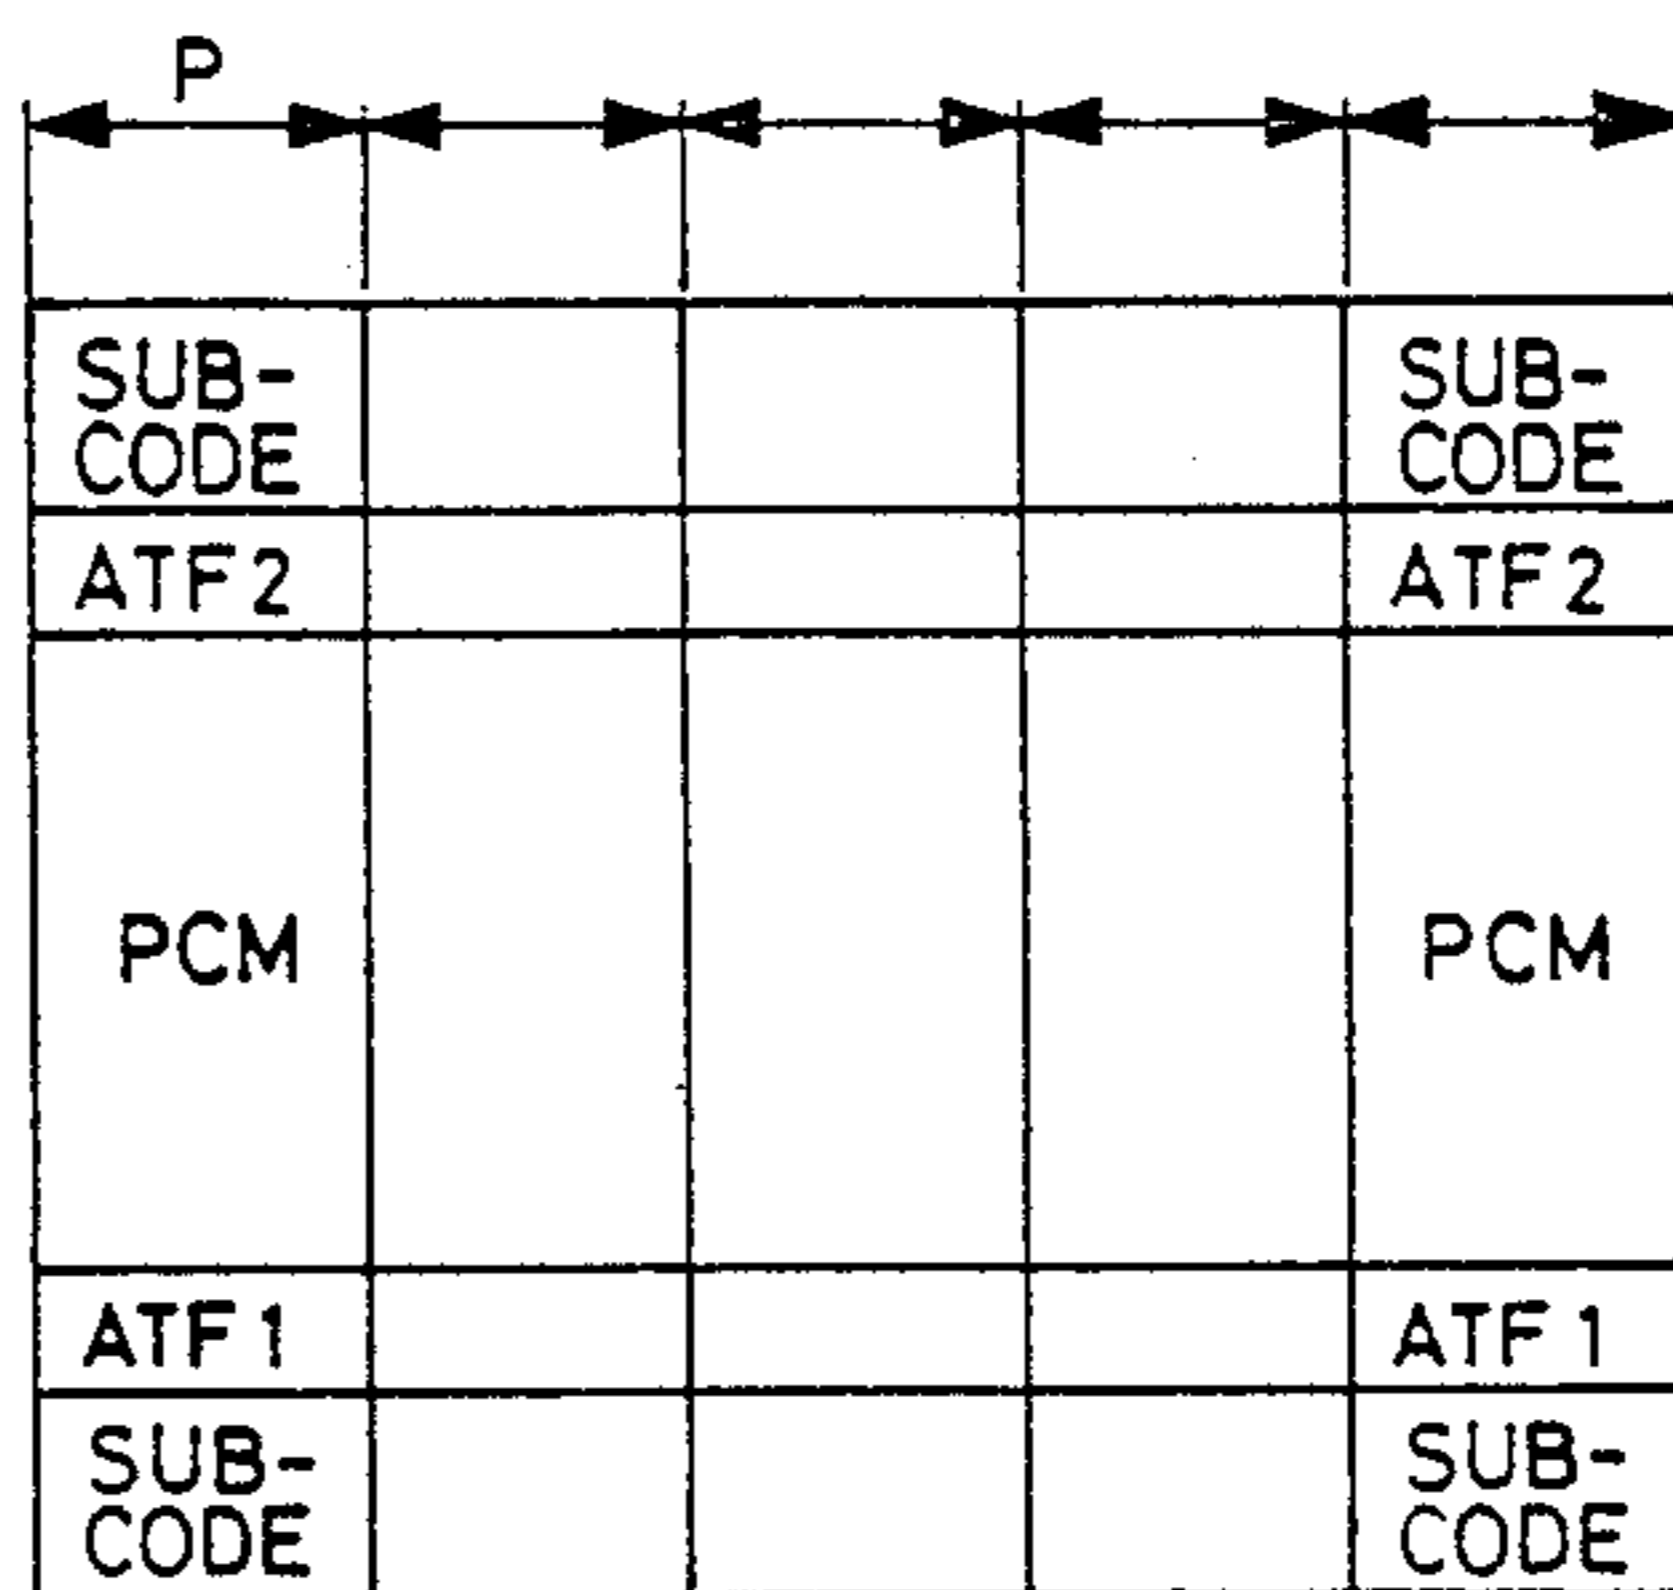 P
SUB- SUB-
CODE CODE
ATF2 ATF2
PCM PCM
ATF1 ATF1
SUB- SUB-
CODE CODE